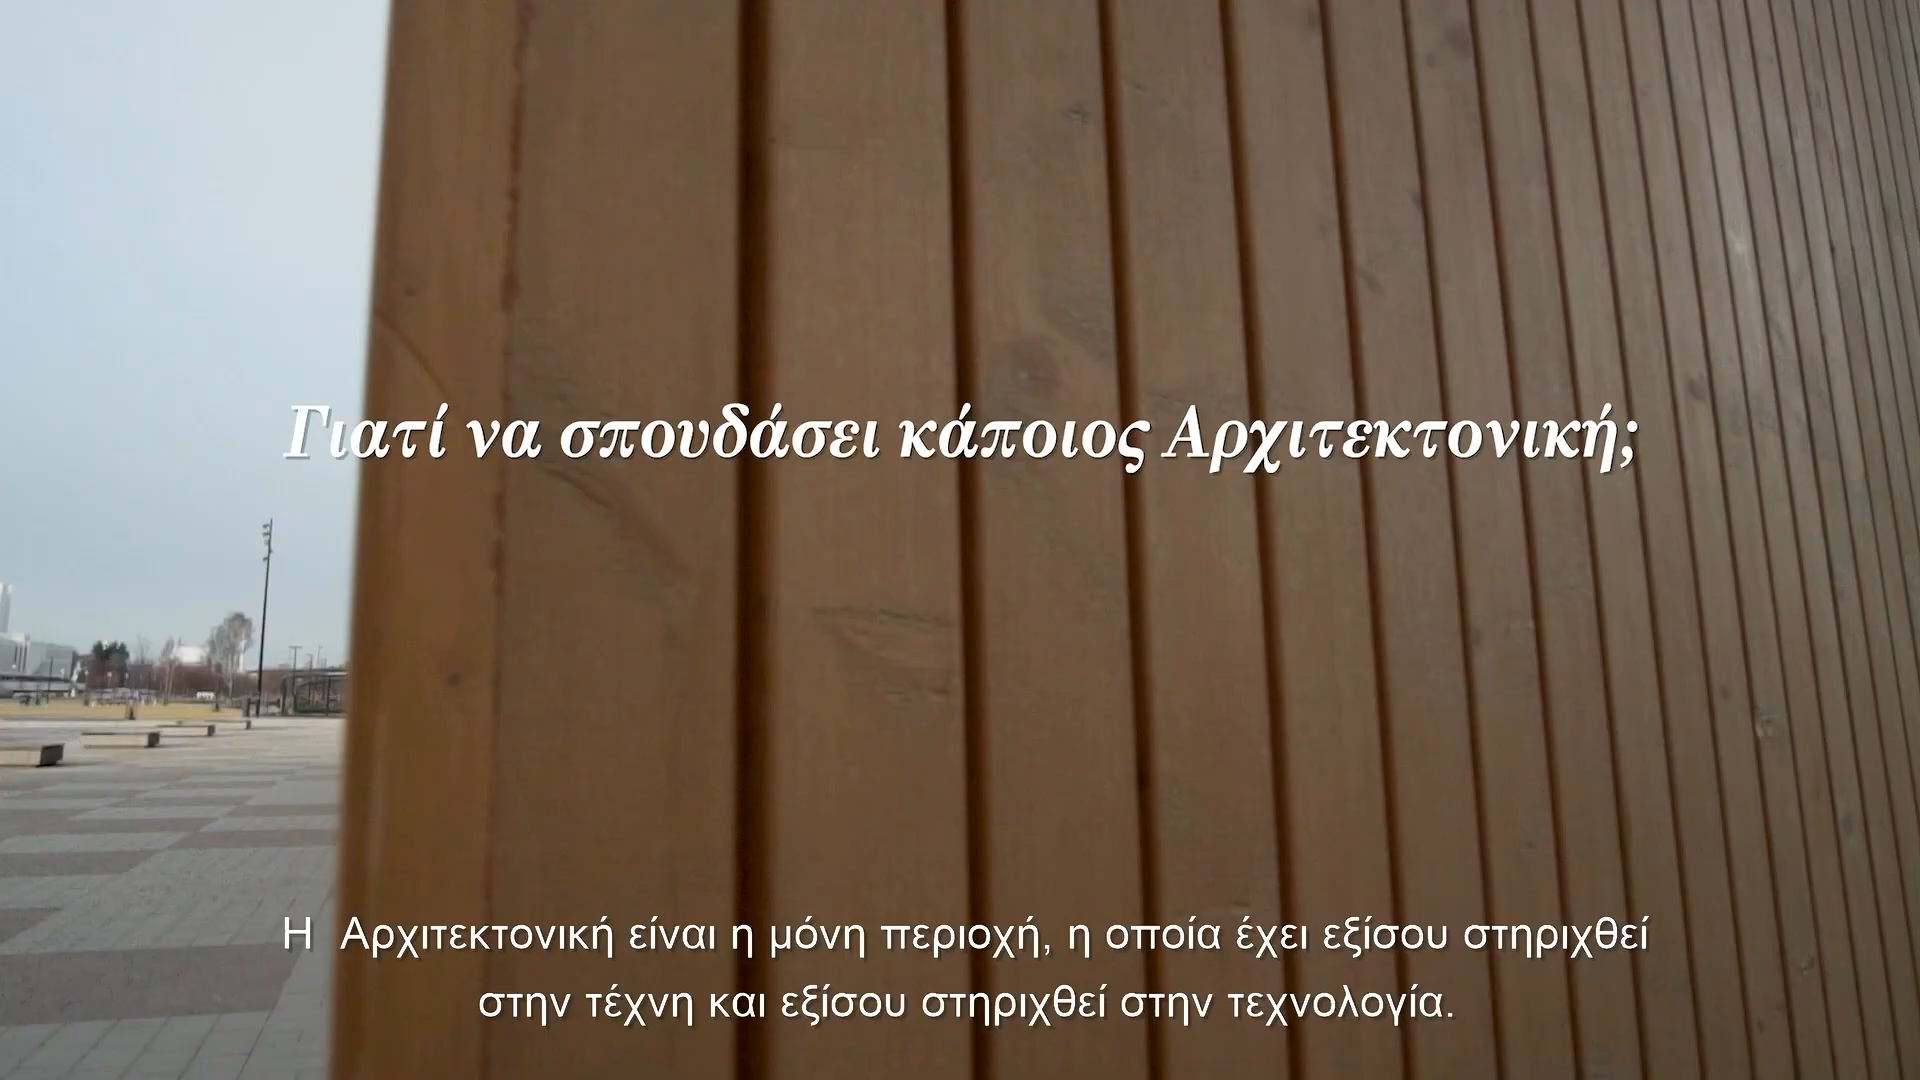 Γιατί να σπουδάσει κάποιος Αρχιτεκτονική;
Η Αρχιτεκτονική είναι η μόνη περιοχή, η οποία έχει εξίσου στηριχθεί
στην τέχνη και εξίσου στηριχθεί στην τεχνολογία.